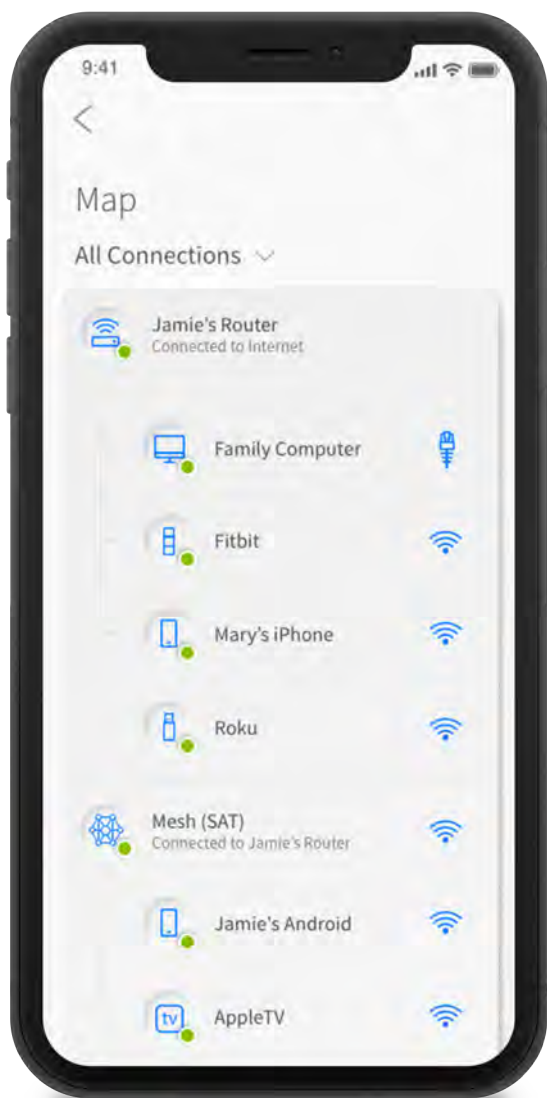 9:41
Map
All Connections
Jamie's Router
Connected to Internet
Family Computer
Fitbit
Mary's iPhone
Roku
Mesh (SAT)
Connected to Jamie's Router
Jamie's Android
tv
AppleTV